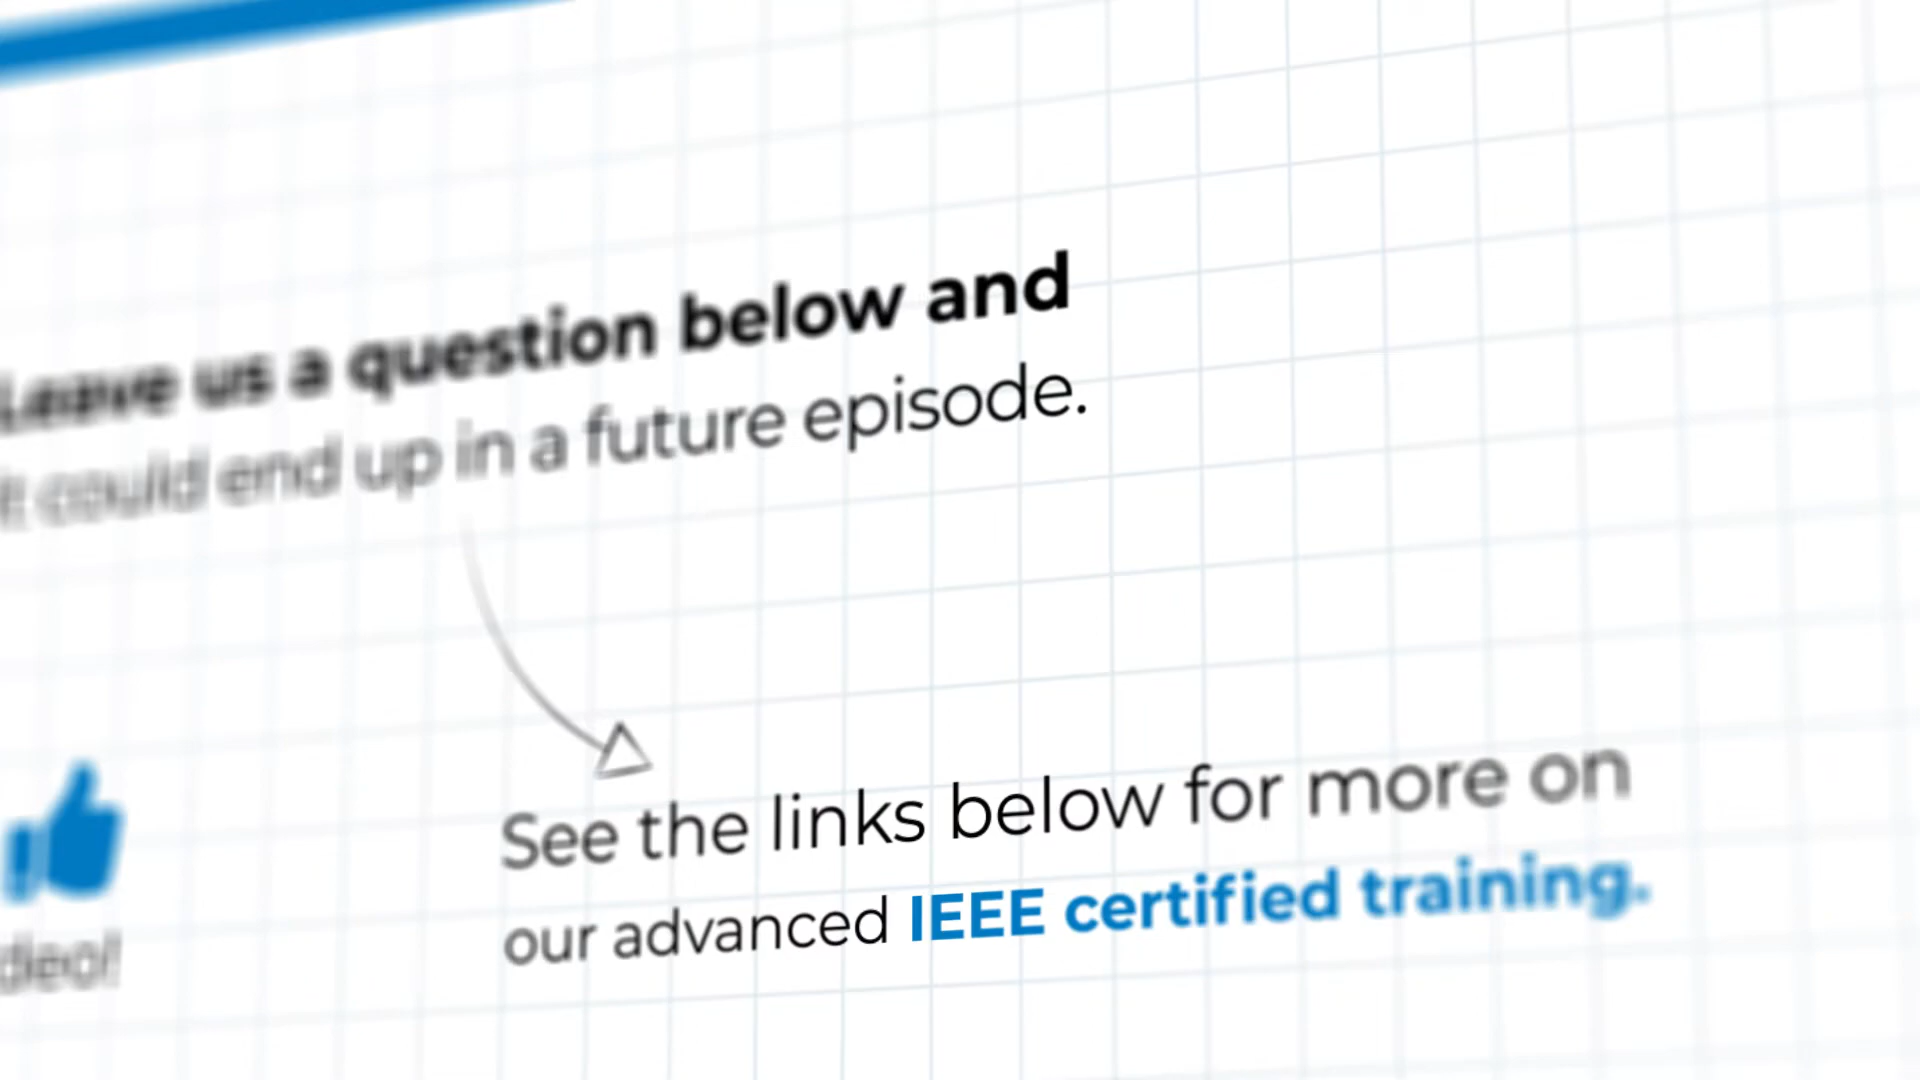 Leave us a question below and
it could end up in a future episode.
See the links below for more on
our advanced IEEE certified training.
deo!